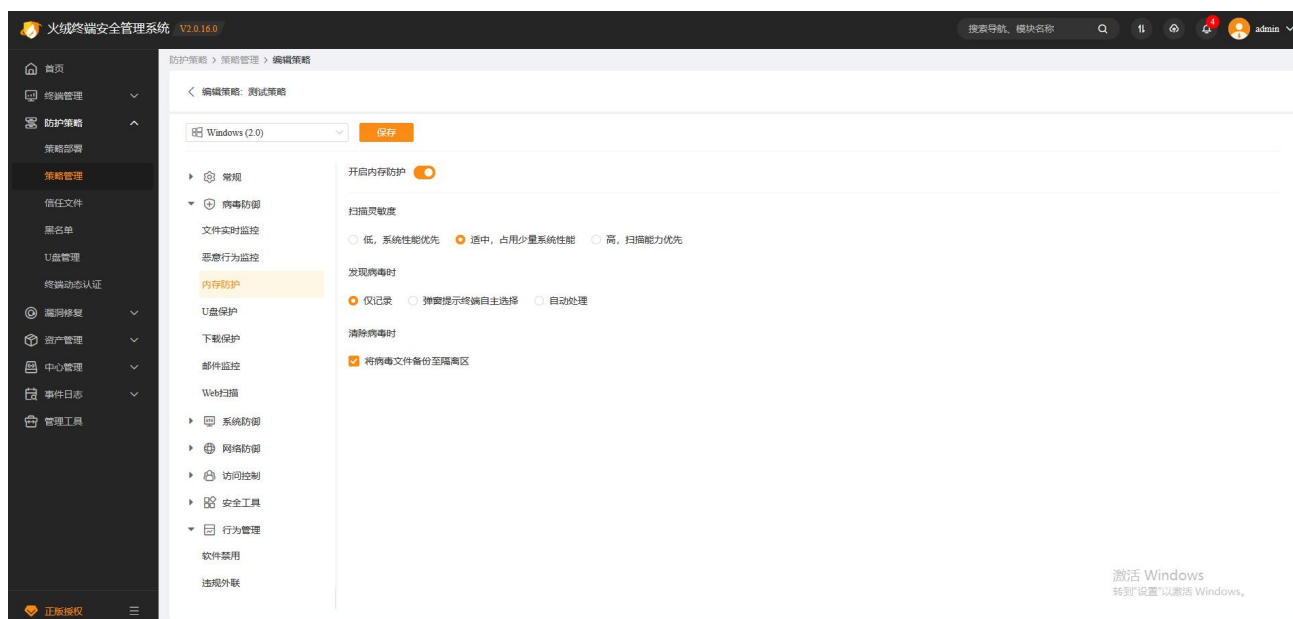 火绒终端安全管理系统 V2.0.16.0
搜索导航、模块名称
4
admin
首页
终端管理
防护策略
策略部署
策略管理
信任文件
黑名单
U盘管理
终端动态认证
漏洞修复
资产管理
中心管理
事件日志
管理工具
正版授权
防护策略 > 策略管理 > 编辑策略
编辑策略: 测试策略
Windows (2.0)
保存
常规
病毒防御
文件实时监控
恶意行为监控
内存防护
U盘保护
下载保护
邮件监控
Web扫描
系统防御
网络防御
访问控制
安全工具
行为管理
软件禁用
违规外联
开启内存防护
扫描灵敏度
低，系统性能优先 适中，占用少量系统性能 高，扫描能力优先
发现病毒时
仅记录 弹窗提示终端自主选择 自动处理
清除病毒时
将病毒文件备份至隔离区
激活 Windows
转到"设置"以激活 Windows。